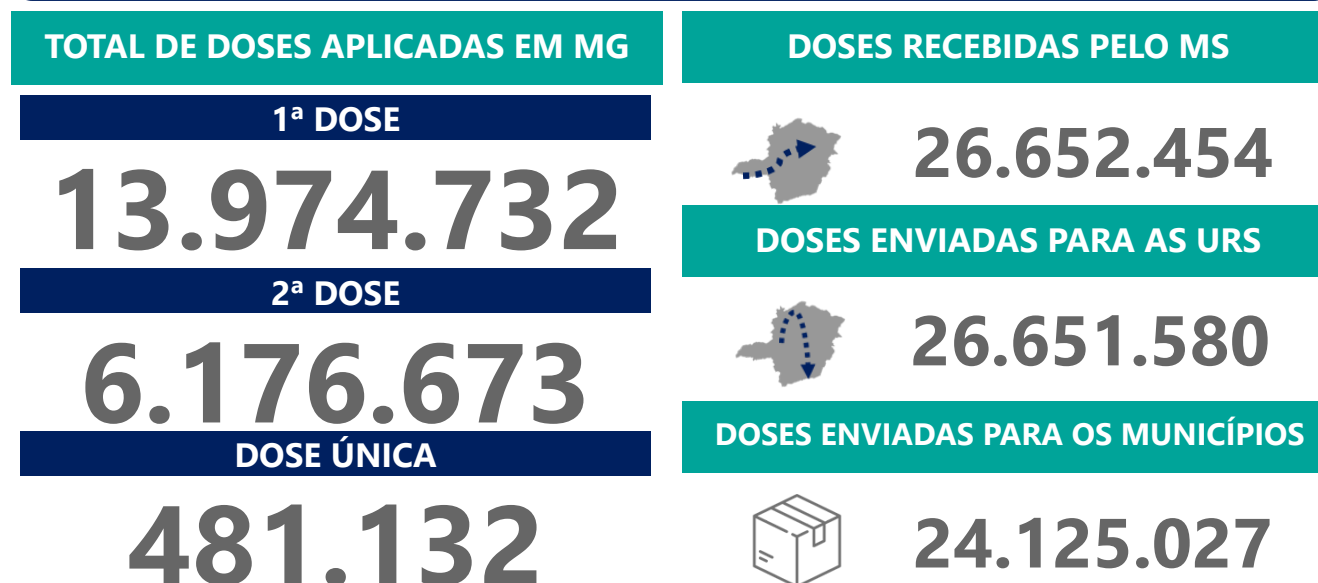 TOTAL DE DOSES APLICADAS EM MG
1ª DOSE
13.974.732
2ª DOSE
6.176.673
DOSE ÚNICA
481.132
DOSES RECEBIDAS PELO MS
26.652.454
DOSES ENVIADAS PARA AS URS
26.651.580
DOSES ENVIADAS PARA OS MUNICÍPIOS
24.125.027